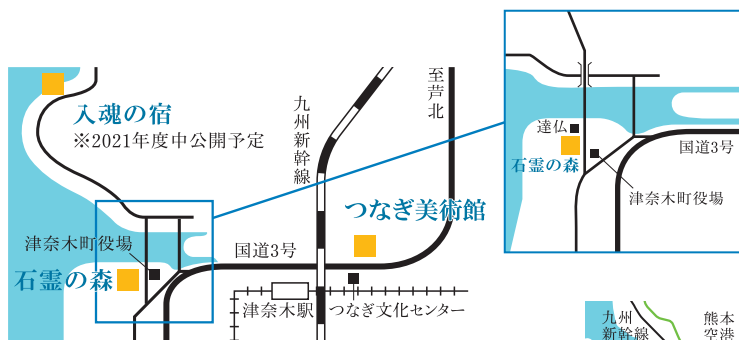 入魂の宿
※2021年度中公開予定
九州新幹線
至芦北
つなぎ美術館
国道3号
津奈木町役場
石霊の森
津奈木駅
つなぎ文化センター
達仏
石霊の森
国道3号
津奈木町役場
九州
新幹線
熊本
空港